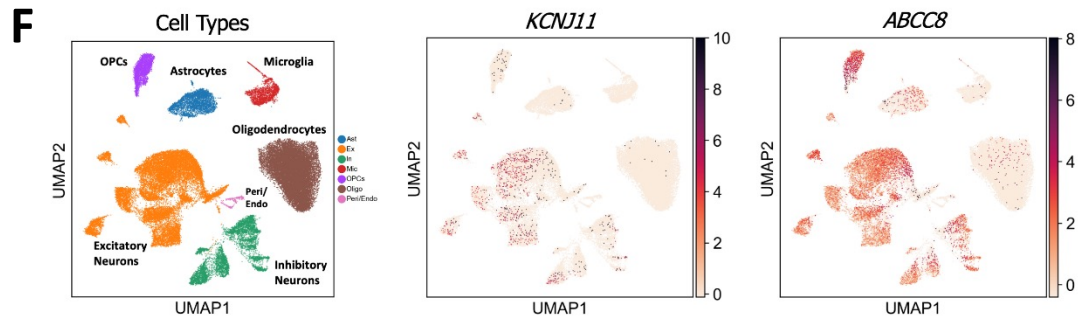 F
Cell Types
OPCs
Astrocytes
Microglia
Oligodendrocytes
Ast
Ex
In
Mic
OPCs
Oligo
Peri/Endo
Peri/
Endo
Excitatory
Neurons
Inhibitory
Neurons
UMAP2
UMAP1
KCNJ11
10
8
6
4
2
0
UMAP2
UMAP1
ABCC8
8
6
4
2
0
UMAP2
UMAP1